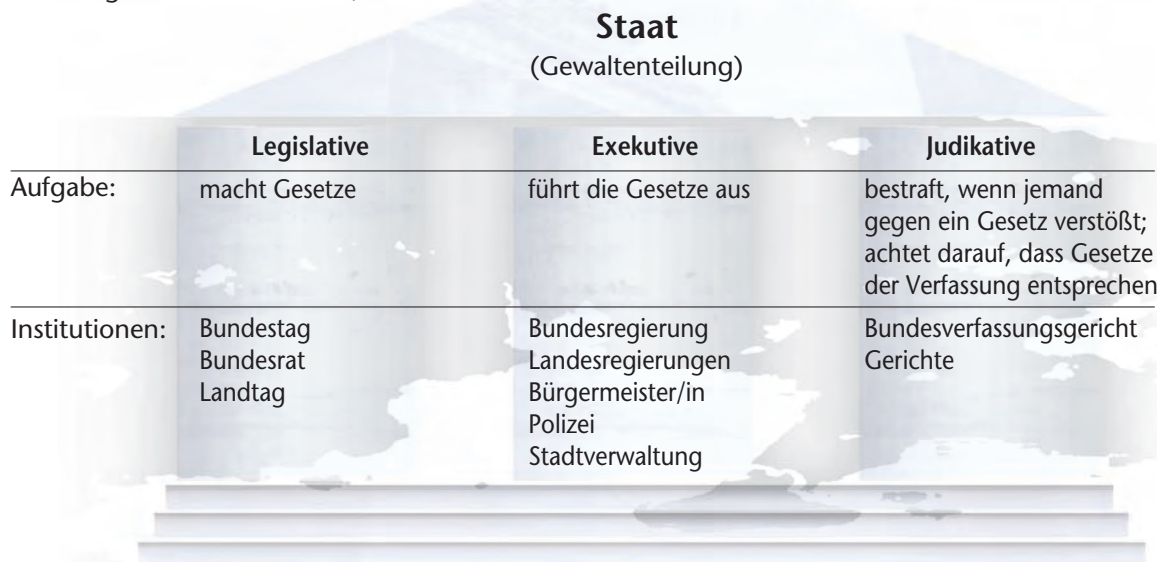 Staat
(Gewaltenteilung)
Legislative Exekutive Judikative
Aufgabe: macht Gesetze führt die Gesetze aus bestraft, wenn jemand
gegen ein Gesetz verstößt;
achtet darauf, dass Gesetze
der Verfassung entsprechen
Institutionen: Bundestag Bundesregierung Bundesverfassungsgericht
Bundesrat Landesregierungen Gerichte
Landtag Bürgermeister/in
Polizei
Stadtverwaltung